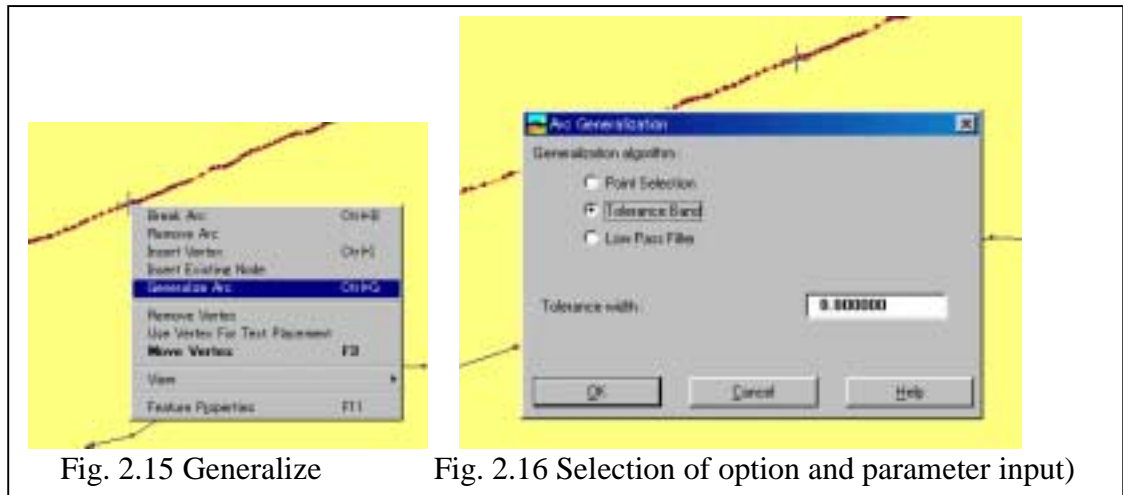 Break Arc Ctrl+B
Remove Arc
Insert Vertex Ctrl+I
Insert Existing Node
Generalize Arc Ctrl+G
Remove Vertex
Use Vertex For Text Placement
Move Vertex F9
View
Feature Properties F11
Arc Generalization
Generalization algorithm
Point Selection
Tolerance Band
Low Pass Filter
Tolerance width
0.000000
OK Cancel Help
Fig. 2.15 Generalize
Fig. 2.16 Selection of option and parameter input)